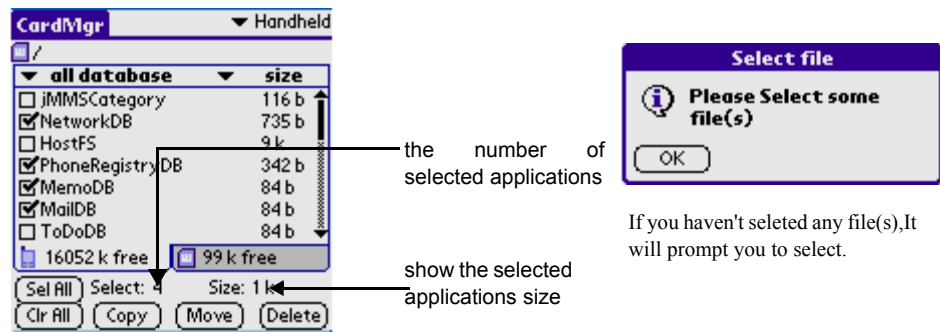 CardMgr Handheld
/
all database size
jMMSCategory 116 b
NetworkDB 735 b
HostFS 9 k
PhoneRegistryDB 342 b
MemoDB 84 b
MailDB 84 b
ToDoDB 84 b
16052 k free 99 k free
Sel All Select: 4 Size: 1 k
Clr All Copy Move Delete
the number of
selected applications
show the selected
applications size
Select file
Please Select some
file(s)
OK
If you haven't seleted any file(s),It
will prompt you to select.